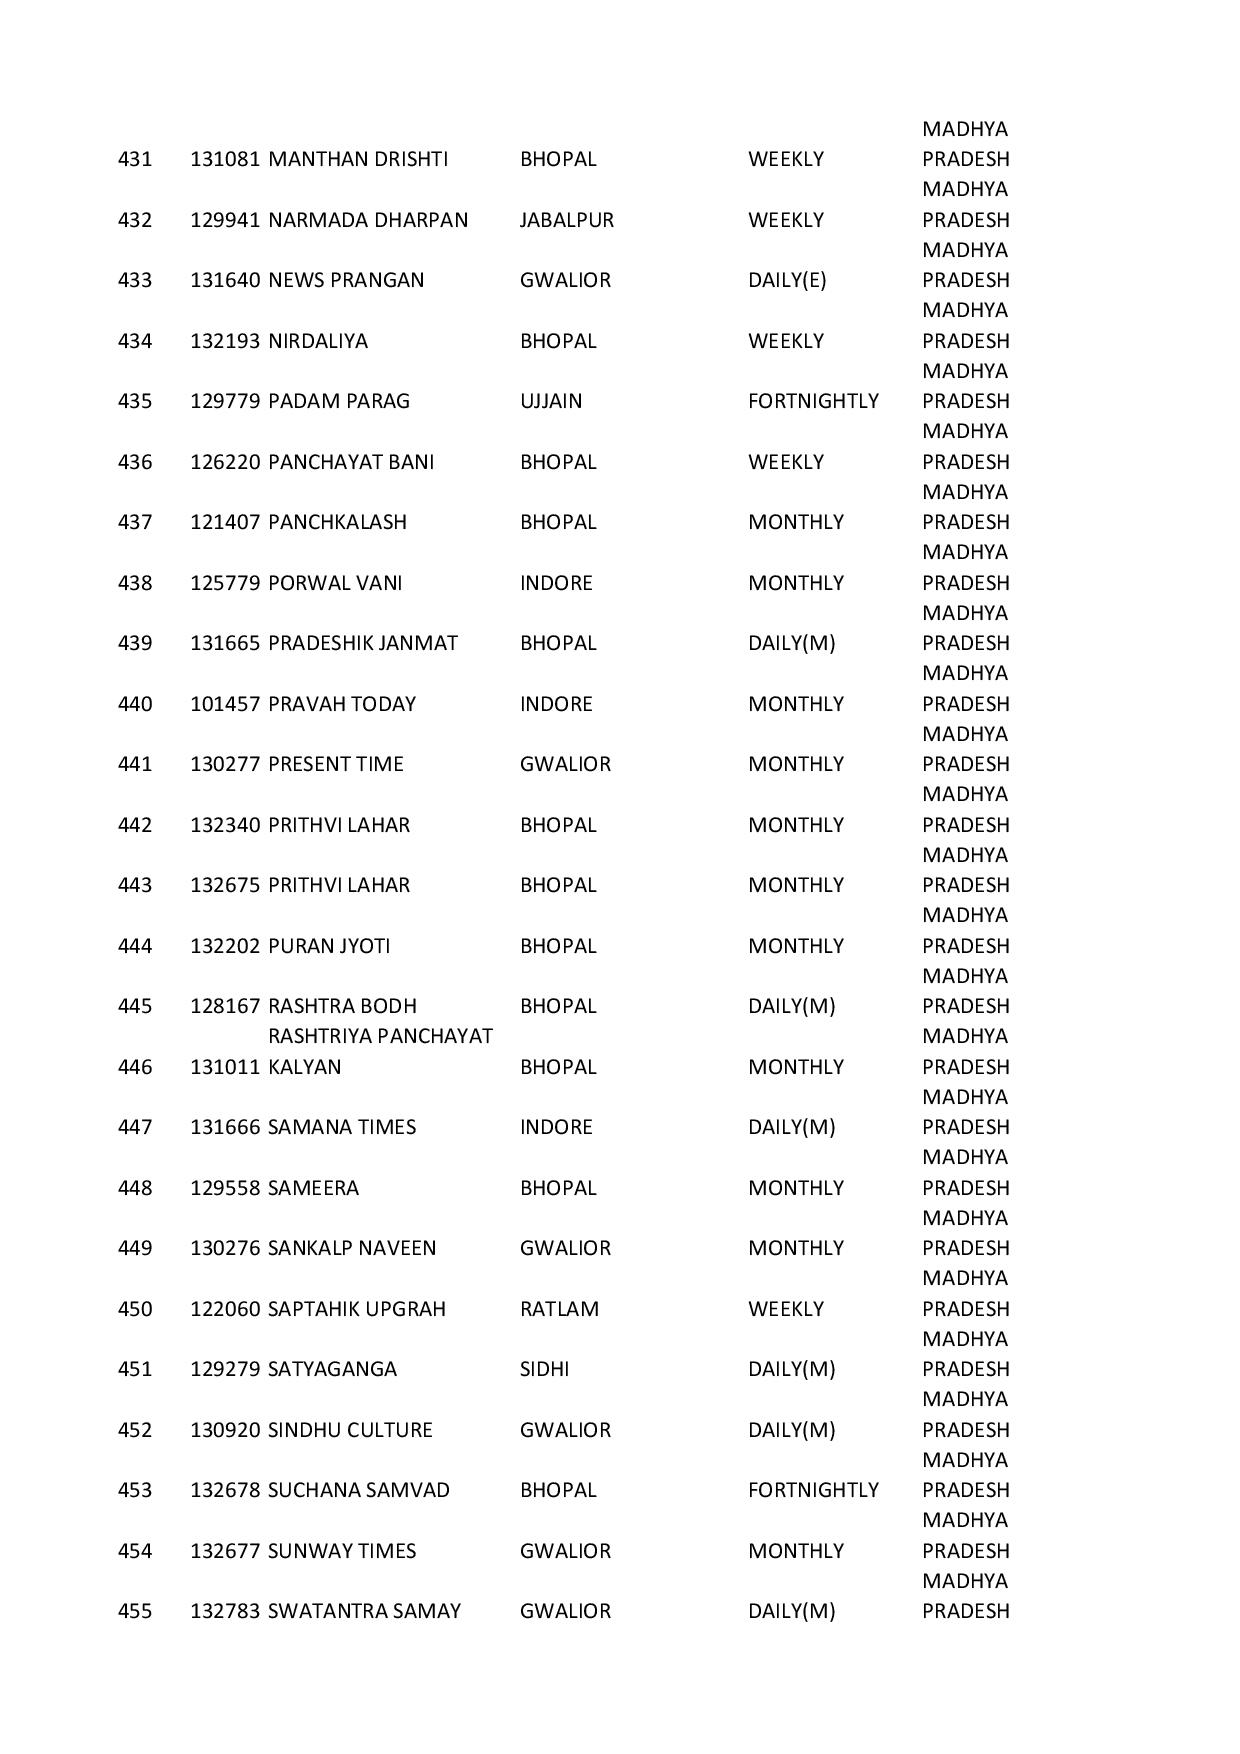 MADHYA
431 131081 MANTHAN DRISHTI BHOPAL WEEKLY PRADESH
MADHYA
432 129941 NARMADA DHARPAN JABALPUR WEEKLY PRADESH
MADHYA
433 131640 NEWS PRANGAN GWALIOR DAILY(E) PRADESH
MADHYA
434 132193 NIRDALIYA BHOPAL WEEKLY PRADESH
MADHYA
435 129779 PADAM PARAG UJJAIN FORTNIGHTLY PRADESH
MADHYA
436 126220 PANCHAYAT BANI BHOPAL WEEKLY PRADESH
MADHYA
437 121407 PANCHKALASH BHOPAL MONTHLY PRADESH
MADHYA
438 125779 PORWAL VANI INDORE MONTHLY PRADESH
MADHYA
439 131665 PRADESHIK JANMAT BHOPAL DAILY(M) PRADESH
MADHYA
440 101457 PRAVAH TODAY INDORE MONTHLY PRADESH
MADHYA
441 130277 PRESENT TIME GWALIOR MONTHLY PRADESH
MADHYA
442 132340 PRITHVI LAHAR BHOPAL MONTHLY PRADESH
MADHYA
443 132675 PRITHVI LAHAR BHOPAL MONTHLY PRADESH
MADHYA
444 132202 PURAN JYOTI BHOPAL MONTHLY PRADESH
MADHYA
445 128167 RASHTRA BODH BHOPAL DAILY(M) PRADESH
RASHTRIYA PANCHAYAT MADHYA
446 131011 KALYAN BHOPAL MONTHLY PRADESH
MADHYA
447 131666 SAMANA TIMES INDORE DAILY(M) PRADESH
MADHYA
448 129558 SAMEERA BHOPAL MONTHLY PRADESH
MADHYA
449 130276 SANKALP NAVEEN GWALIOR MONTHLY PRADESH
MADHYA
450 122060 SAPTAHIK UPGRAH RATLAM WEEKLY PRADESH
MADHYA
451 129279 SATYAGANGA SIDHI DAILY(M) PRADESH
MADHYA
452 130920 SINDHU CULTURE GWALIOR DAILY(M) PRADESH
MADHYA
453 132678 SUCHANA SAMVAD BHOPAL FORTNIGHTLY PRADESH
MADHYA
454 132677 SUNWAY TIMES GWALIOR MONTHLY PRADESH
MADHYA
455 132783 SWATANTRA SAMAY GWALIOR DAILY(M) PRADESH